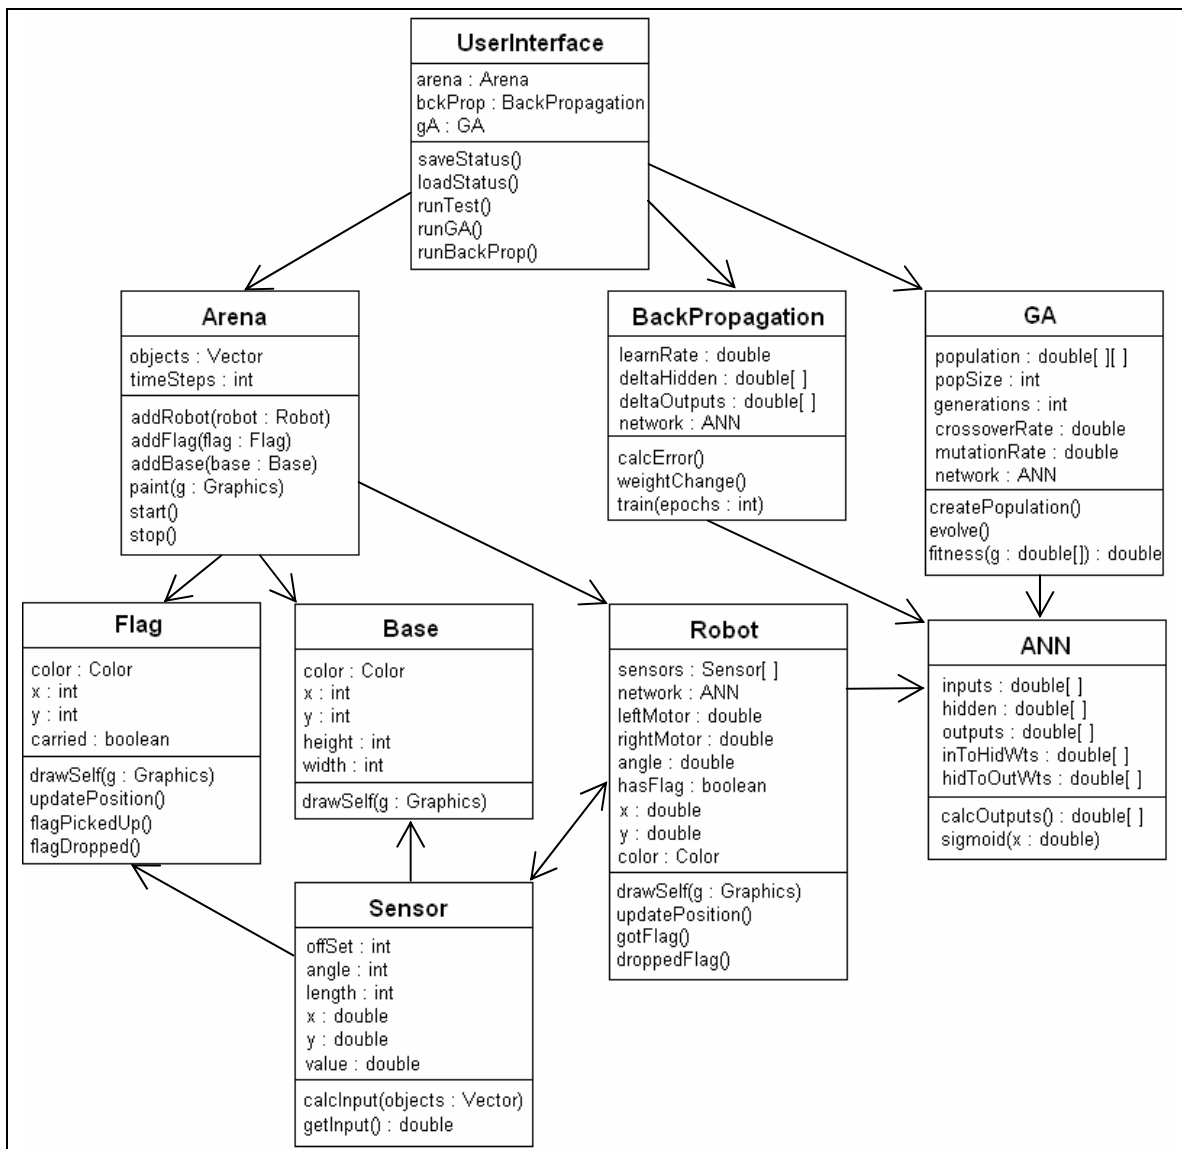 UserInterface
arena : Arena
bckProp : BackPropagation
gA : GA
saveStatus()
loadStatus()
runTest()
runGA()
runBackProp()
Arena
objects : Vector
timeSteps : int
addRobot(robot : Robot)
addFlag(flag : Flag)
addBase(base : Base)
paint(g : Graphics)
start()
stop()
BackPropagation
learnRate : double
deltaHidden : double[ ]
deltaOutputs : double[ ]
network : ANN
calcError()
weightChange()
train(epochs : int)
GA
population : double[ ][ ]
popSize : int
generations : int
crossoverRate : double
mutationRate : double
network : ANN
createPopulation()
evolve()
fitness(g : double[]) : double
Flag
color : Color
x : int
y : int
carried : boolean
drawSelf(g : Graphics)
updatePosition()
flagPickedUp()
flagDropped()
Base
color : Color
x : int
y : int
height : int
width : int
drawSelf(g : Graphics)
Robot
sensors : Sensor[ ]
network : ANN
leftMotor : double
rightMotor : double
angle : double
hasFlag : boolean
x : double
y : double
color : Color
drawSelf(g : Graphics)
updatePosition()
gotFlag()
droppedFlag()
ANN
inputs : double[ ]
hidden : double[ ]
outputs : double[ ]
inToHidWts : double[ ]
hidToOutWts : double[ ]
calcOutputs() : double[ ]
sigmoid(x : double)
Sensor
offSet : int
angle : int
length : int
x : double
y : double
value : double
calcInput(objects : Vector)
getInput() : double